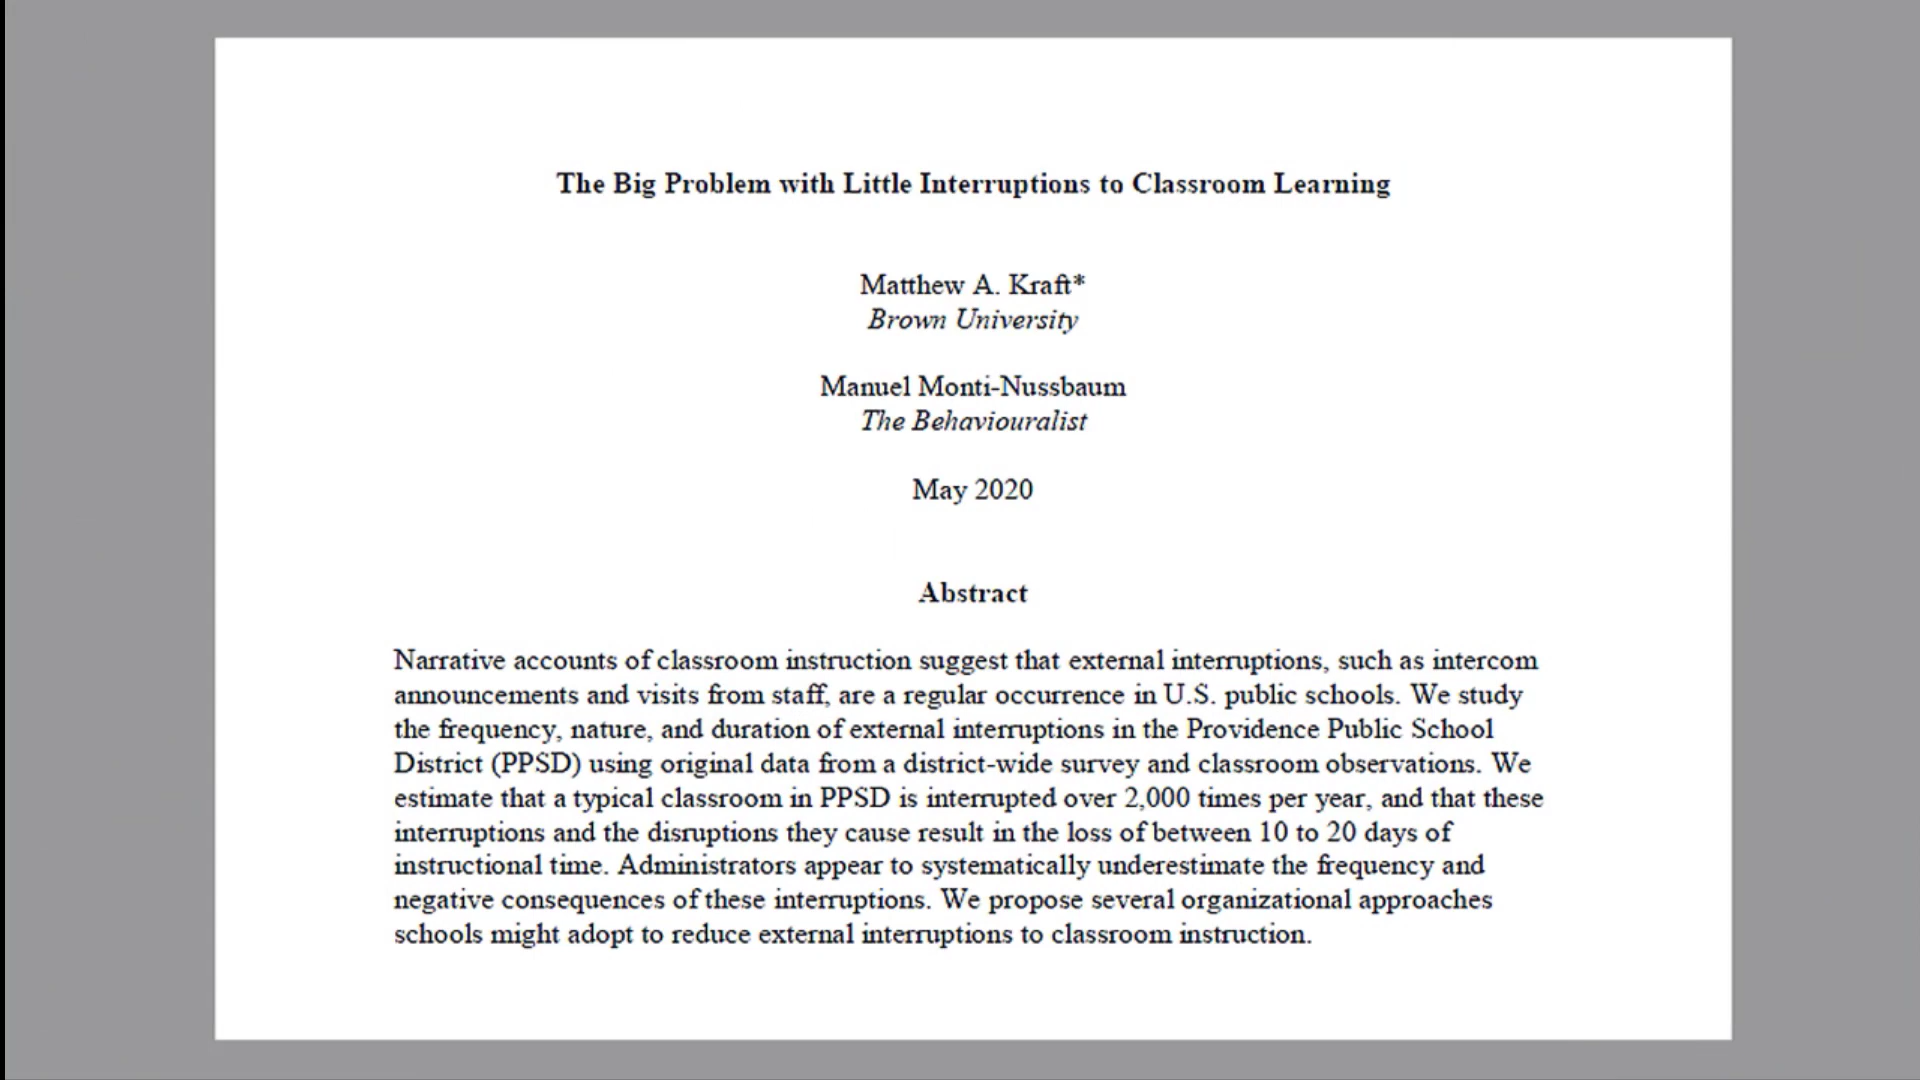 The Big Problem with Little Interruptions to Classroom Learning
Matthew A. Kraft*
Brown University
Manuel Monti-Nussbaum
The Behaviouralist
May 2020
Abstract
Narrative accounts of classroom instruction suggest that external interruptions, such as intercom
announcements and visits from staff, are a regular occurrence in U.S. public schools. We study
the frequency, nature, and duration of external interruptions in the Providence Public School
District (PPSD) using original data from a district-wide survey and classroom observations. We
estimate that a typical classroom in PPSD is interrupted over 2,000 times per year, and that these
interruptions and the disruptions they cause result in the loss of between 10 to 20 days of
instructional time. Administrators appear to systematically underestimate the frequency and
negative consequences of these interruptions. We propose several organizational approaches
schools might adopt to reduce external interruptions to classroom instruction.